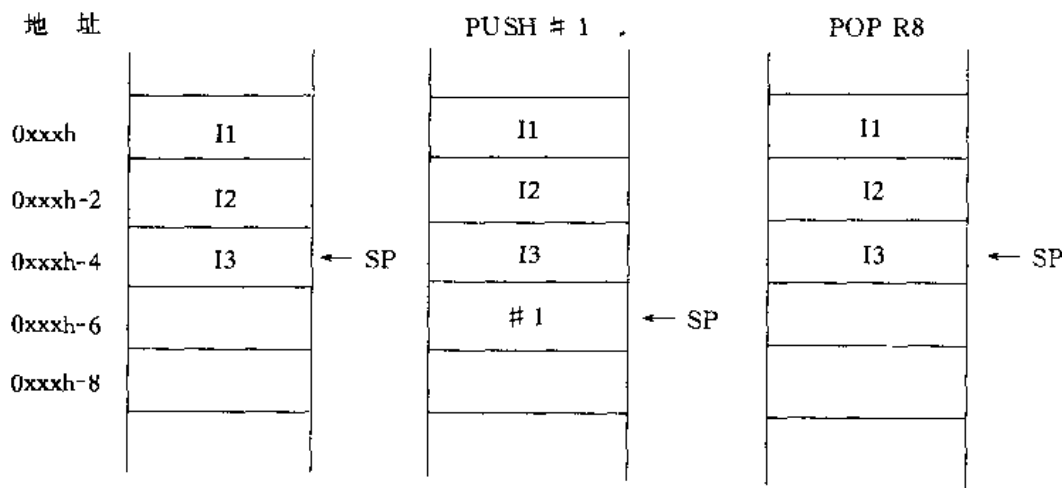 地 址 PUSH # 1 . POP R8
0xxxh I1 I1 I1
0xxxh-2 I2 I2 I2
0xxxh-4 I3 ← SP I3 I3 ← SP
0xxxh-6 # 1 ← SP
0xxxh-8